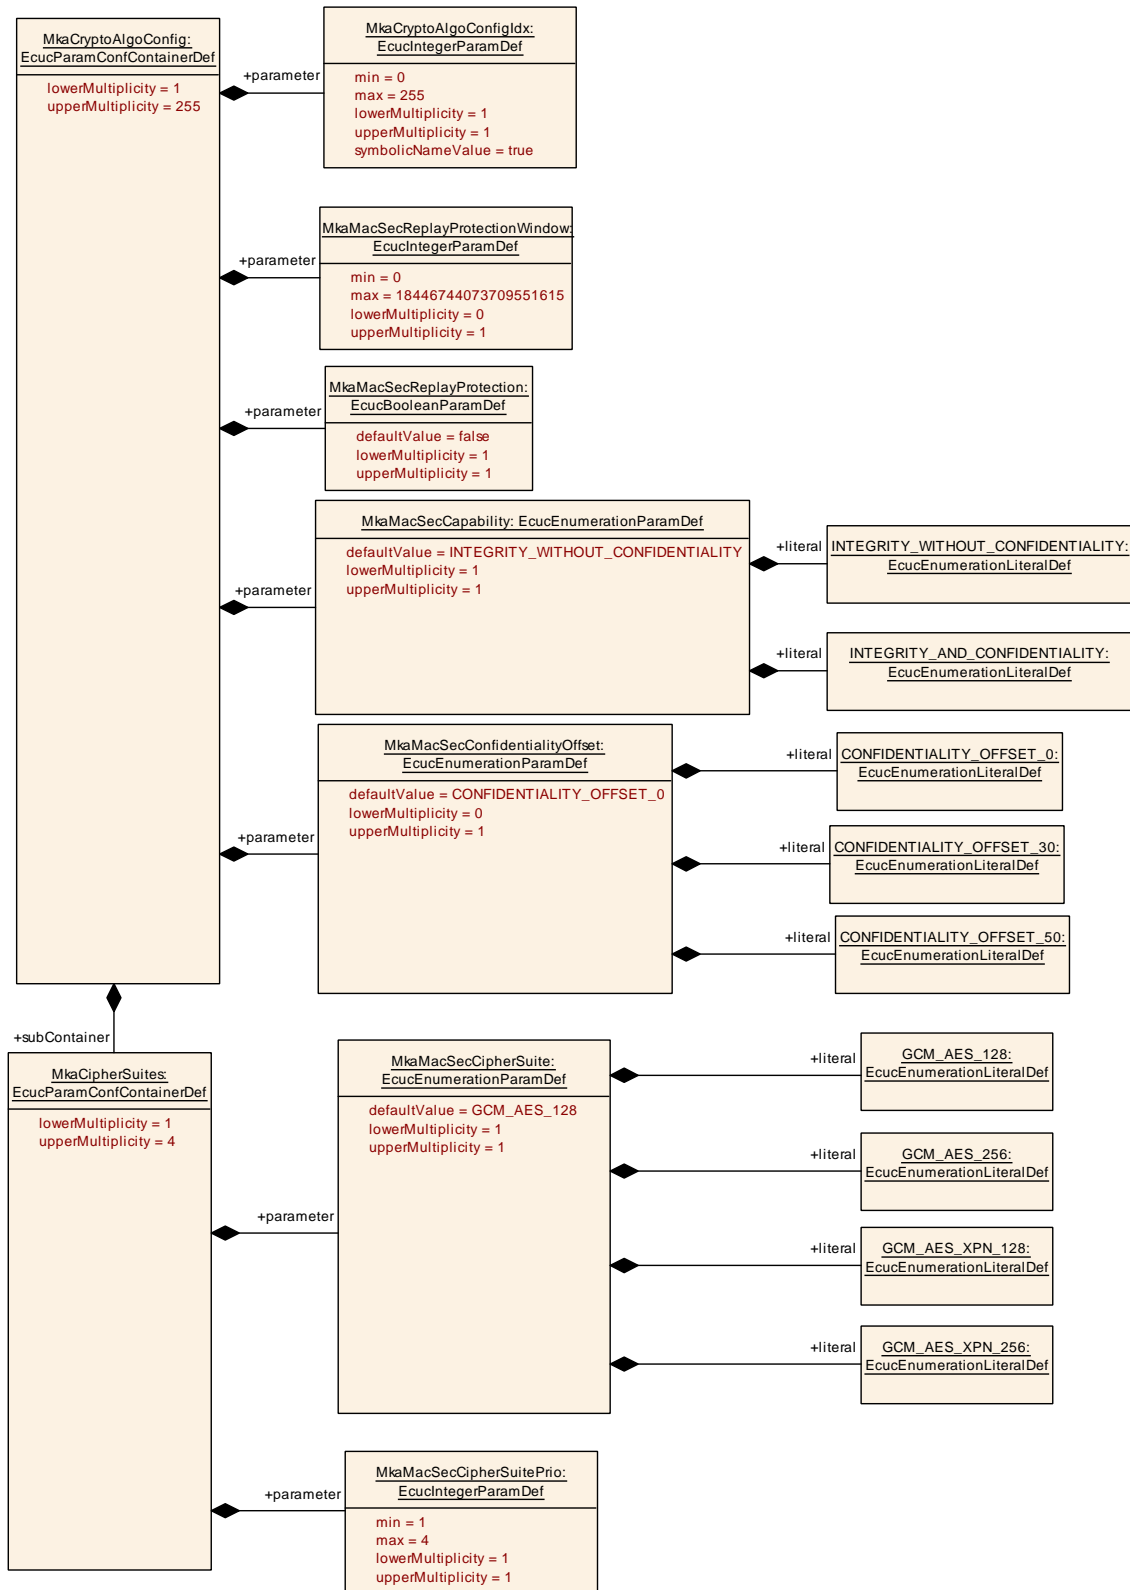 MkaCryptoAlgoConfig:
EcucParamConfContainerDef
lowerMultiplicity = 1
upperMultiplicity = 255
+parameter
MkaCryptoAlgoConfigIdx:
EcucIntegerParamDef
min = 0
max = 255
lowerMultiplicity = 1
upperMultiplicity = 1
symbolicNameValue = true
+parameter
MkaMacSecReplayProtectionWindow:
EcucIntegerParamDef
min = 0
max = 18446744073709551615
lowerMultiplicity = 0
upperMultiplicity = 1
+parameter
MkaMacSecReplayProtection:
EcucBooleanParamDef
defaultValue = false
lowerMultiplicity = 1
upperMultiplicity = 1
+parameter
MkaMacSecCapability: EcucEnumerationParamDef
defaultValue = INTEGRITY_WITHOUT_CONFIDENTIALITY
lowerMultiplicity = 1
upperMultiplicity = 1
+literal
INTEGRITY_WITHOUT_CONFIDENTIALITY:
EcucEnumerationLiteralDef
+literal
INTEGRITY_AND_CONFIDENTIALITY:
EcucEnumerationLiteralDef
+parameter
MkaMacSecConfidentialityOffset:
EcucEnumerationParamDef
defaultValue = CONFIDENTIALITY_OFFSET_0
lowerMultiplicity = 0
upperMultiplicity = 1
+literal
CONFIDENTIALITY_OFFSET_0:
EcucEnumerationLiteralDef
+literal
CONFIDENTIALITY_OFFSET_30:
EcucEnumerationLiteralDef
+literal
CONFIDENTIALITY_OFFSET_50:
EcucEnumerationLiteralDef
+subContainer
MkaCipherSuites:
EcucParamConfContainerDef
lowerMultiplicity = 1
upperMultiplicity = 4
+parameter
MkaMacSecCipherSuite:
EcucEnumerationParamDef
defaultValue = GCM_AES_128
lowerMultiplicity = 1
upperMultiplicity = 1
+literal
GCM_AES_128:
EcucEnumerationLiteralDef
+literal
GCM_AES_256:
EcucEnumerationLiteralDef
+literal
GCM_AES_XPN_128:
EcucEnumerationLiteralDef
+literal
GCM_AES_XPN_256:
EcucEnumerationLiteralDef
+parameter
MkaMacSecCipherSuitePrio:
EcucIntegerParamDef
min = 1
max = 4
lowerMultiplicity = 1
upperMultiplicity = 1